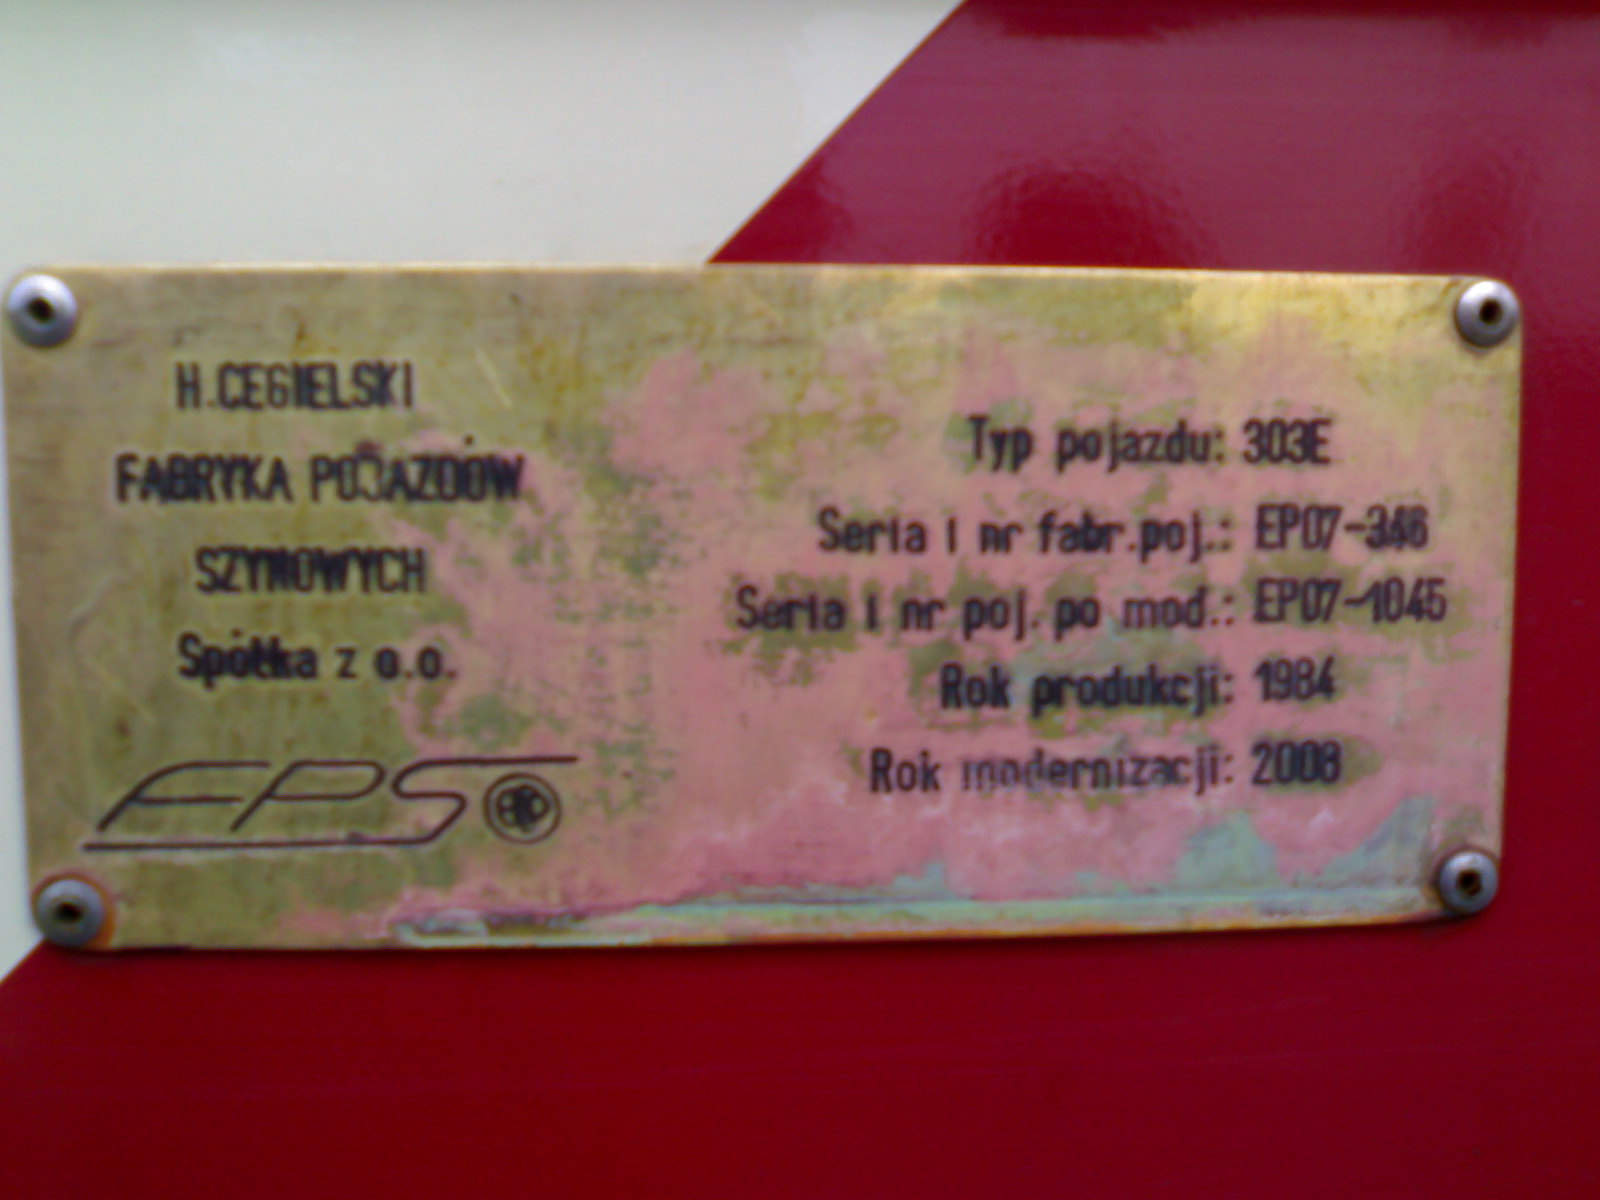 H. CEGIELSKI
FABRYKA POJAZDÓW
SZYNOWYCH
Spółka z o.o.
FPS
Typ pojazdu: 303E
Seria i nr fabr.poj.: EP07-346
Seria i nr poj. po mod.: EP07-1045
Rok produkcji: 1984
Rok modernizacji: 2008